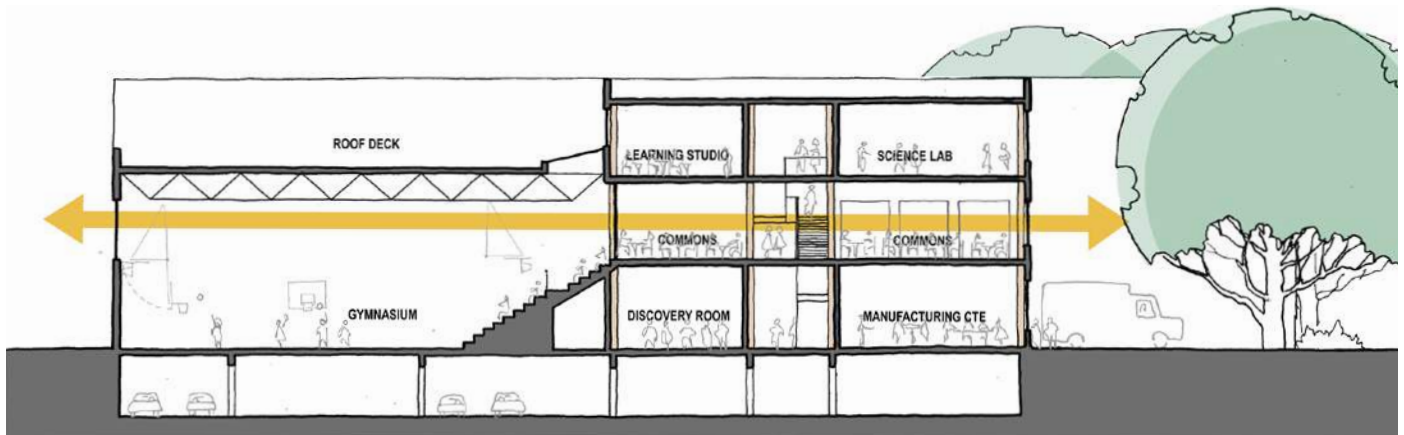 ROOF DECK
LEARNING STUDIO
SCIENCE LAB
COMMONS
COMMONS
GYMNASIUM
DISCOVERY ROOM
MANUFACTURING CTE